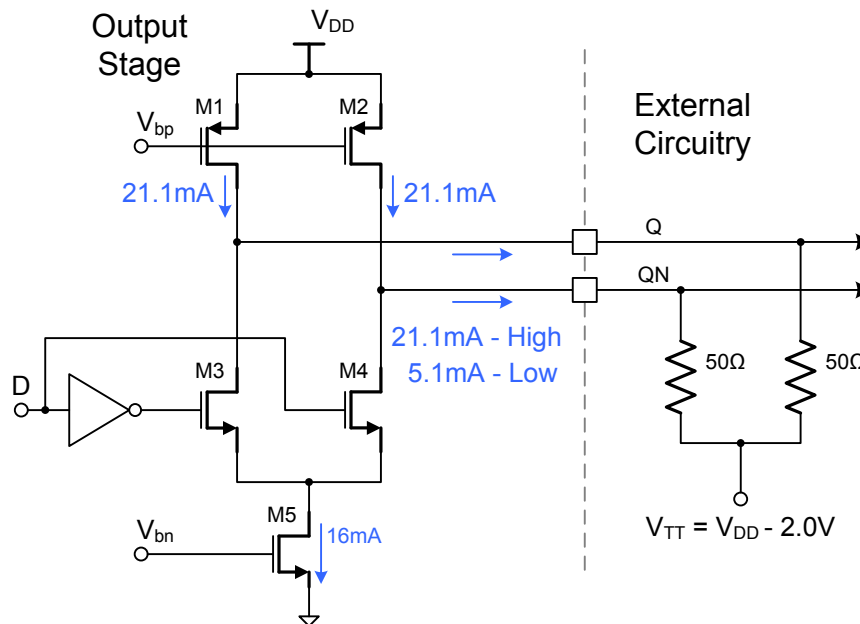 Output
Stage
VDD
M1
M2
Vbp
External
Circuitry
21.1mA
21.1mA
Q
QN
21.1mA - High
5.1mA - Low
M3
M4
50Ω
50Ω
D
M5
Vbn
16mA
VTT = VDD - 2.0V